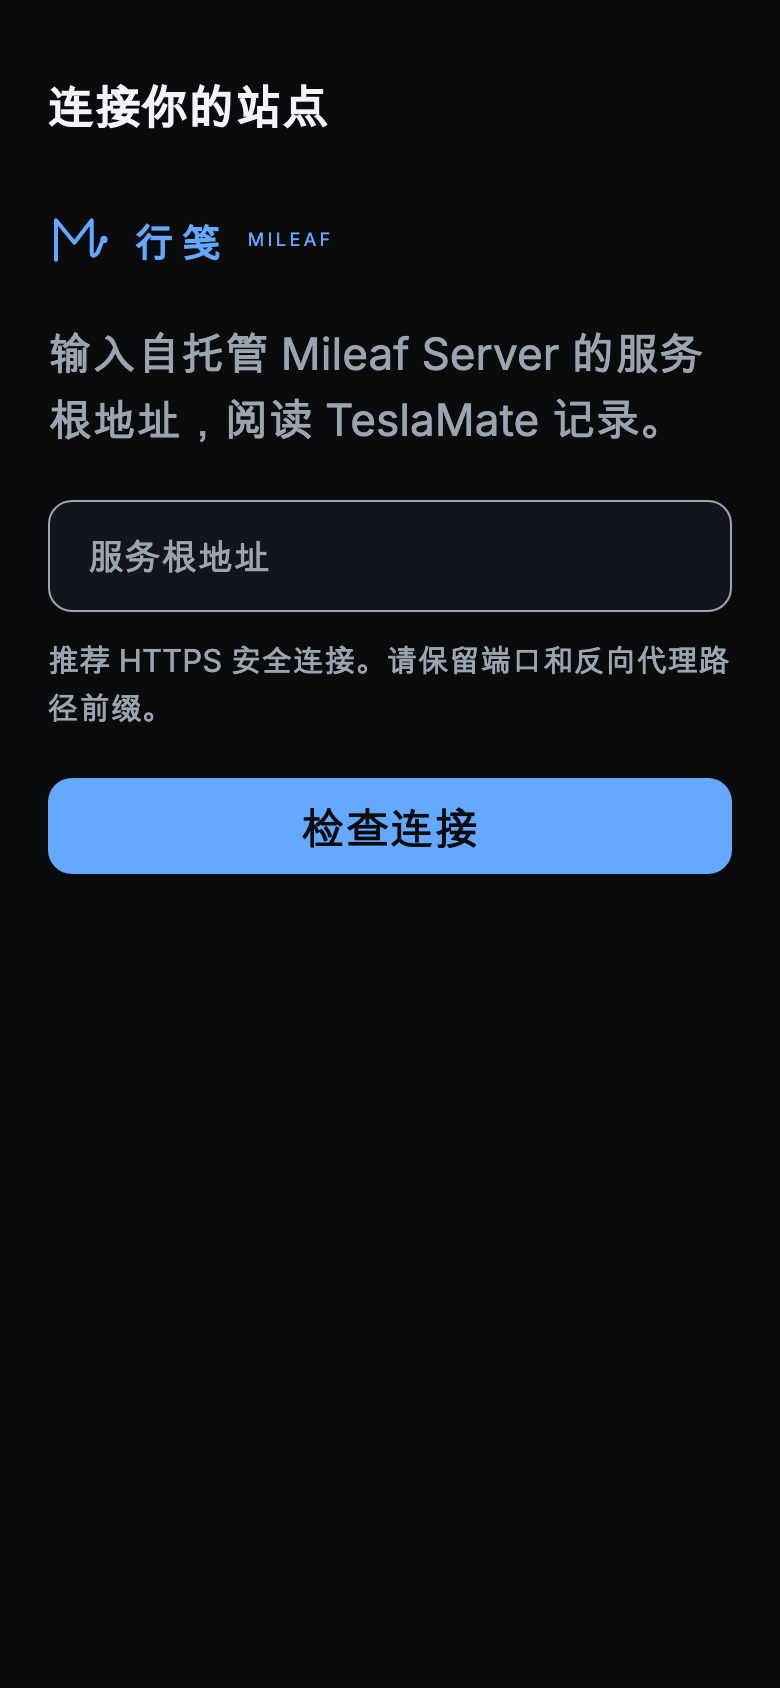 连接你的站点
行笺 MILEAF
输入自托管 Mileaf Server 的服务
根地址，阅读 TeslaMate 记录。
服务根地址
推荐 HTTPS 安全连接。请保留端口和反向代理路
径前缀。
检查连接